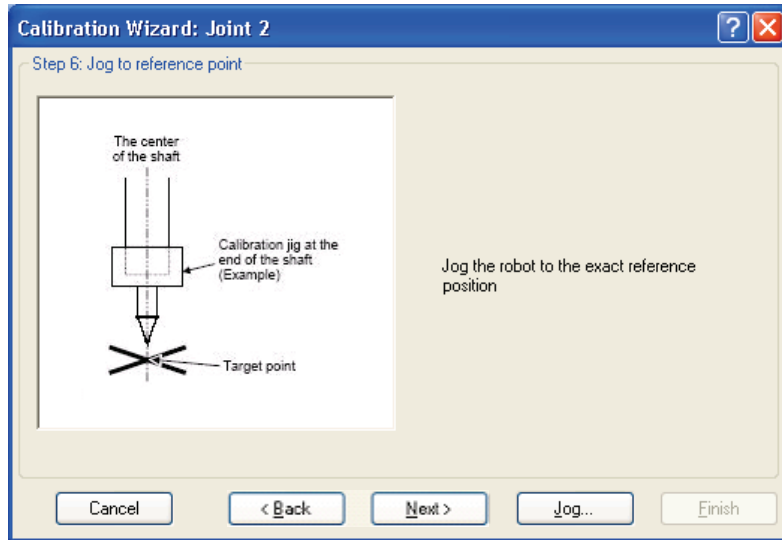 Calibration Wizard: Joint 2
Step 6: Jog to reference point
The center
of the shaft
Calibration jig at the
end of the shaft
(Example)
Target point
Jog the robot to the exact reference
position
Cancel
< Back
Next >
Jog...
Finish